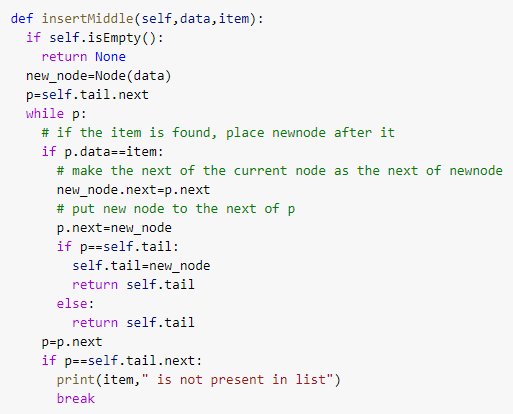 def insertMiddle(self,data,item):
  if self.isEmpty():
    return None
  new_node=Node(data)
  p=self.tail.next
  while p:
    # if the item is found, place newnode after it
    if p.data==item:
      # make the next of the current node as the next of newnode
      new_node.next=p.next
      # put new node to the next of p
      p.next=new_node
      if p==self.tail:
        self.tail=new_node
        return self.tail
      else:
        return self.tail
    p=p.next
    if p==self.tail.next:
      print(item," is not present in list")
      break